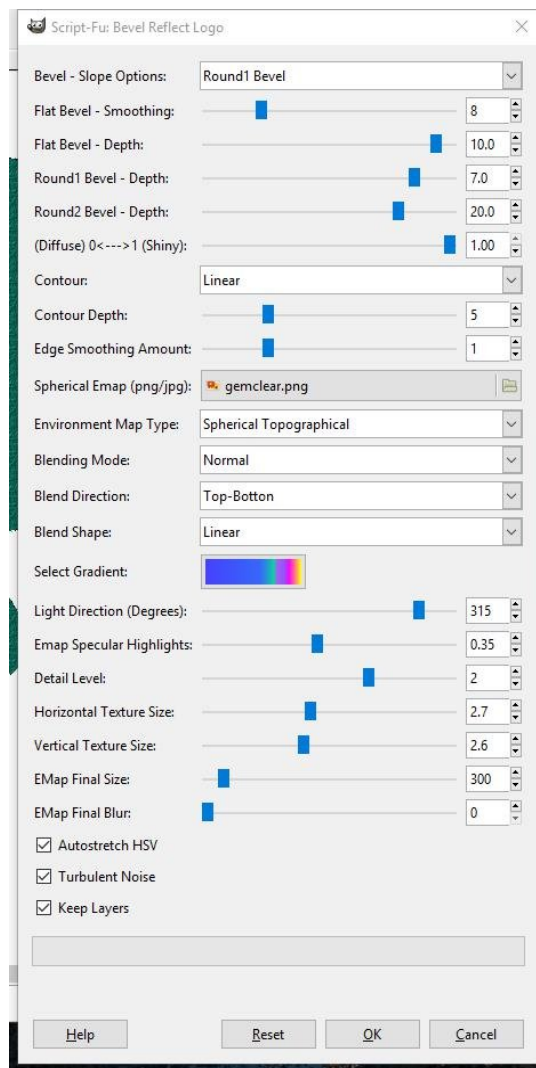 Script-Fu: Bevel Reflect Logo
Bevel - Slope Options: Round1 Bevel
Flat Bevel - Smoothing: 8
Flat Bevel - Depth: 10.0
Round1 Bevel - Depth: 7.0
Round2 Bevel - Depth: 20.0
(Diffuse) 0<--->1 (Shiny): 1.00
Contour: Linear
Contour Depth: 5
Edge Smoothing Amount: 1
Spherical Emap (png/jpg): gemclear.png
Environment Map Type: Spherical Topographical
Blending Mode: Normal
Blend Direction: Top-Botton
Blend Shape: Linear
Select Gradient:
Light Direction (Degrees): 315
Emap Specular Highlights: 0.35
Detail Level: 2
Horizontal Texture Size: 2.7
Vertical Texture Size: 2.6
EMap Final Size: 300
EMap Final Blur: 0
Autostretch HSV
Turbulent Noise
Keep Layers
Help Reset OK Cancel